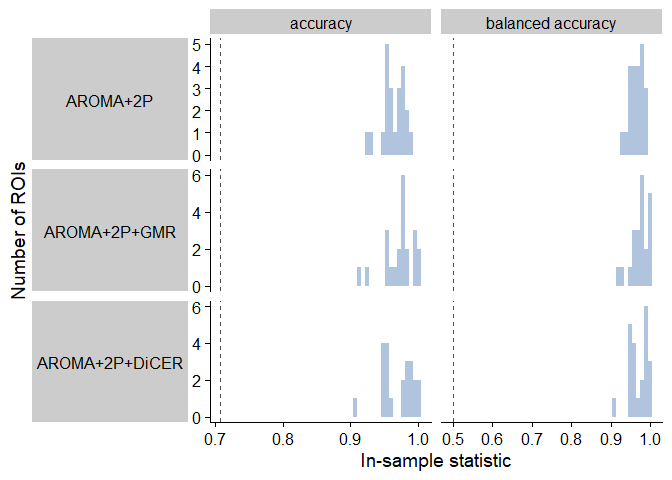 accuracy balanced accuracy
Number of ROIs
AROMA+2P
5
4
3
2
1
0
AROMA+2P+GMR
6
4
2
0
AROMA+2P+DiCER
6
4
2
0
0.7 0.8 0.9 1.0 0.5 0.6 0.7 0.8 0.9 1.0
In-sample statistic